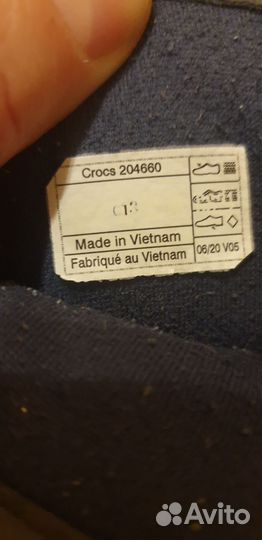 Crocs 204660
C13
Made in Vietnam
Fabriqué au Vietnam
06/20 V05
Avito